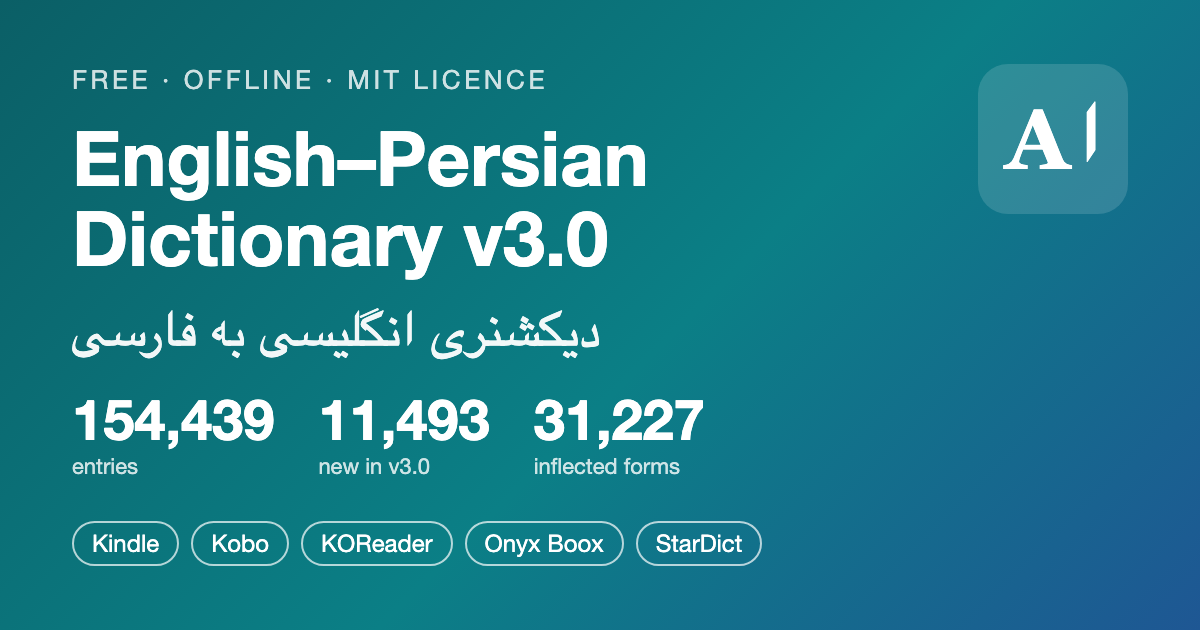 FREE · OFFLINE · MIT LICENCE
English–Persian
Dictionary v3.0
دیکشنری انگلیسی به فارسی
154,439 11,493 31,227
entries new in v3.0 inflected forms
Kindle Kobo KOReader Onyx Boox StarDict
A ا